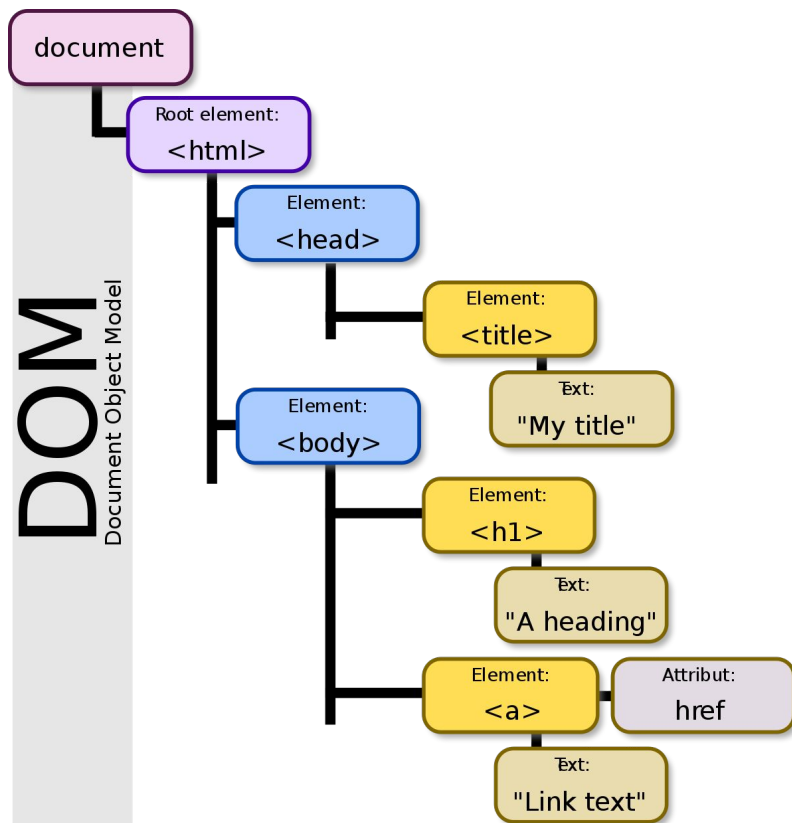 document
Root element:
<html>
Element:
<head>
Element:
<title>
Text:
"My title"
DOM
Document Object Model
Element:
<body>
Element:
<h1>
Text:
"A heading"
Element:
<a>
Attribut:
href
Text:
"Link text"